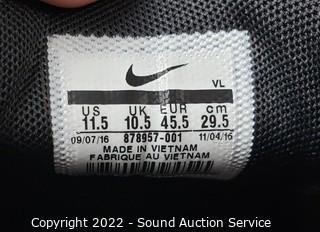 VL
US UK EUR cm
11.5 10.5 45.5 29.5
09/07/16 878957-001 11/04/16
MADE IN VIETNAM
FABRIQUE AU VIETNAM
Copyright 2022 - Sound Auction Service